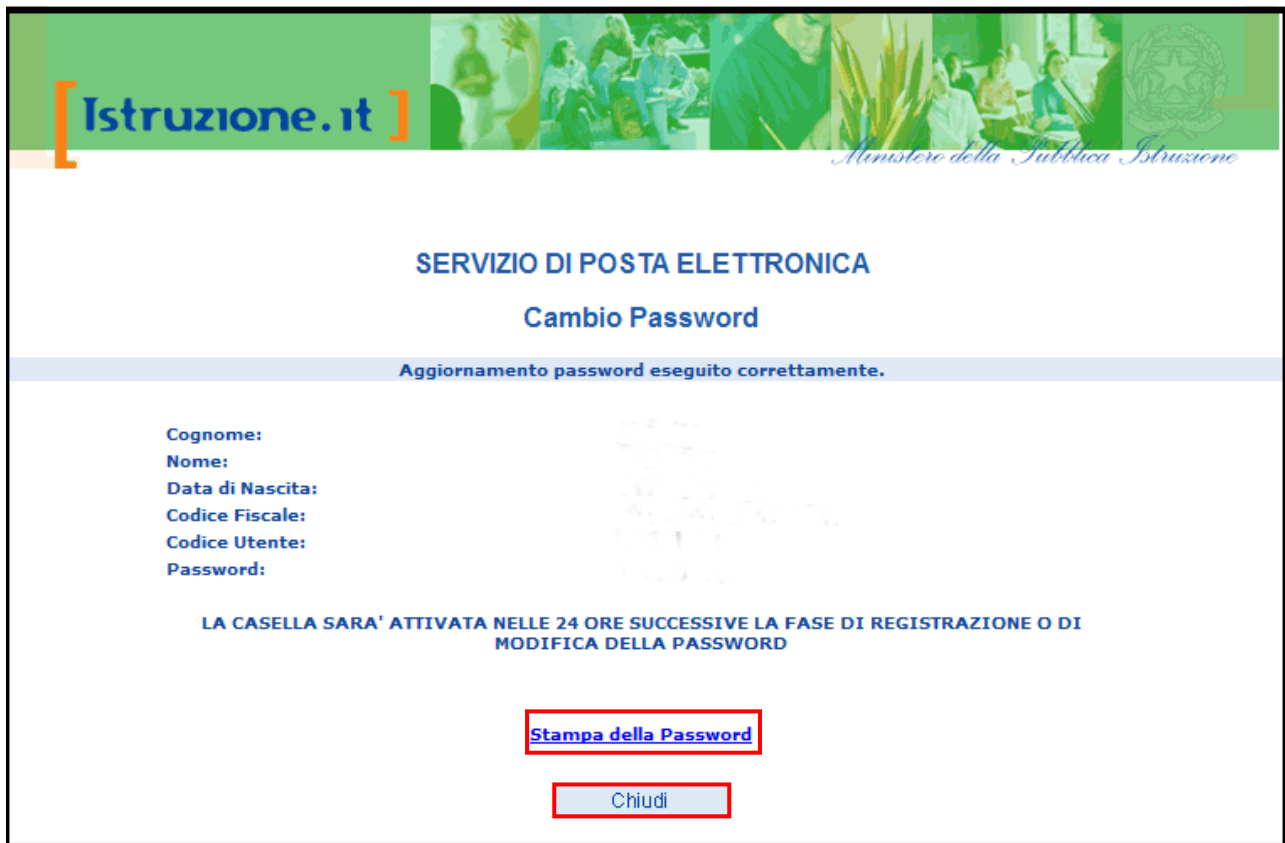 [ Istruzione.it ]
Ministero della Pubblica Istruzione
SERVIZIO DI POSTA ELETTRONICA
Cambio Password
Aggiornamento password eseguito correttamente.
Cognome:
Nome:
Data di Nascita:
Codice Fiscale:
Codice Utente:
Password:
LA CASELLA SARA' ATTIVATA NELLE 24 ORE SUCCESSIVE LA FASE DI REGISTRAZIONE O DI
MODIFICA DELLA PASSWORD
Stampa della Password
Chiudi